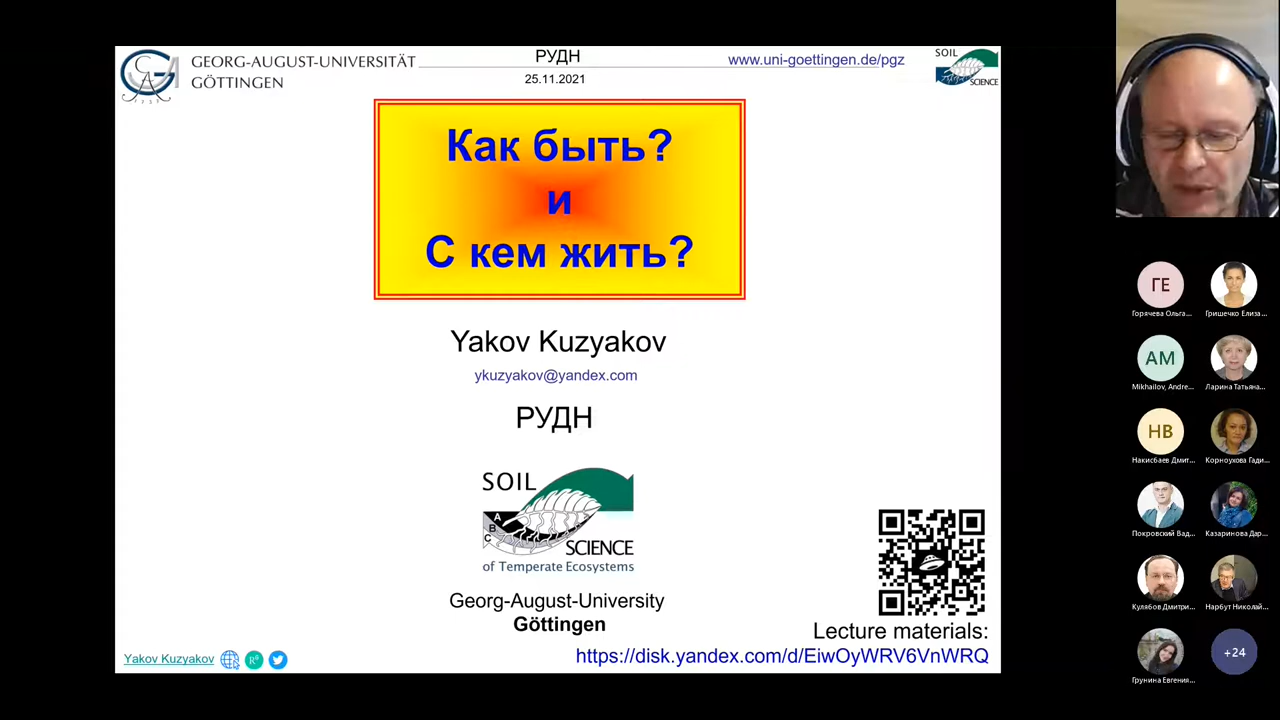 GEORG-AUGUST-UNIVERSITÄT
GÖTTINGEN
РУДН
25.11.2021
www.uni-goettingen.de/pgz
SOIL
SCIENCE
Как быть?
и
С кем жить?
Yakov Kuzyakov
ykuzyakov@yandex.com
РУДН
SOIL
A
B
C
SCIENCE
of Temperate Ecosystems
Georg-August-University
Göttingen
Lecture materials:
https://disk.yandex.com/d/EiwOyWRV6VnWRQ
Yakov Kuzyakov
ГЕ
Горячева Ольга...
Гришечко Елиза...
АМ
Mikhailov, Andre...
Ларина Татьяна...
НВ
Накисбаев Дмит...
Корноухова Гади...
Покровский Вад...
Казаринова Дар...
Кулябов Дмитри...
Нарбут Николай...
Грунина Евгения...
+24